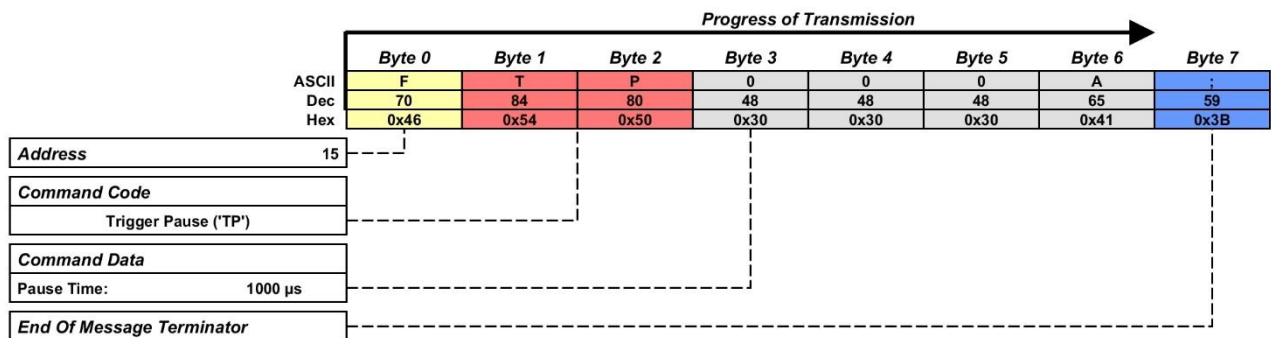 Progress of Transmission
Byte 0 Byte 1 Byte 2 Byte 3 Byte 4 Byte 5 Byte 6 Byte 7
ASCII F T P 0 0 0 A ;
Dec 70 84 80 48 48 48 65 59
Hex 0x46 0x54 0x50 0x30 0x30 0x30 0x41 0x3B
Address 15
Command Code
Trigger Pause ('TP')
Command Data
Pause Time: 1000 µs
End Of Message Terminator